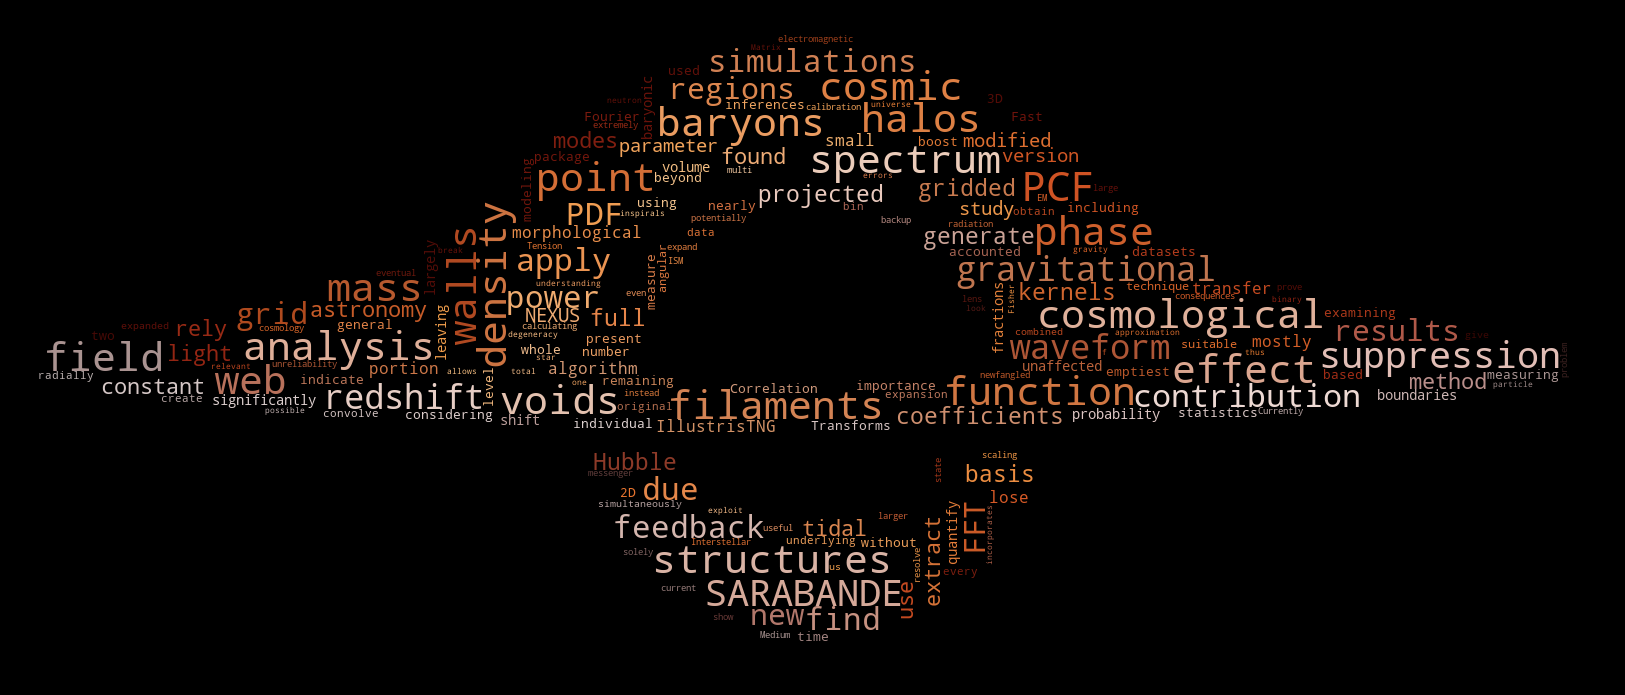 electromagnetic
Matrix
simulations
used
regions
cosmic
3D
neutron
baryonic
inferences
calibration
universe
Fourier
extremely
baryons
halos
Fast
modes
parameter
small
boost
modified
package
found
spectrum
version
volume
beyond
multi
errors
point
modeling
projected
gridded
PCF
large
EM
PDF
inspirals
using
nearly
bin
study
obtain
including
potentially
backup
radiation
morphological
data
generate
phase
walls
density
Tension
expand
accounted
gravity
datasets
largely
break
apply
ISM
angular
measure
gravitational
eventual
mass
understanding
power
even
lens
look
fractions
Fisher
kernels
technique
transfer
consequences
prove
binary
grid
astronomy
NEXUS
full
cosmological
examining
two
expanded
rely
cosmology
general
leaving
calculating
degeneracy
present
combined
approximation
results
give
field
light
analysis
whole
star
number
waveform
suitable
mostly
thus
suppression
problem
radially
relevant
unreliability
portion
allows
total
algorithm
unaffected
emptiest
effect
based
measuring
constant
web
indicate
level
one
remaining
newfangled
method
particle
create
significantly
redshift
voids
instead
Correlation
importance
expansion
function
contribution
boundaries
possible
convolve
considering
shift
original
filaments
coefficients
probability
statistics
Currently
individual
IllustrisTNG
Transforms
Hubble
messenger
scaling
state
basis
2D
due
lose
simultaneously
exploit
feedback
useful
tidal
larger
quantify
FFT
incorporates
solely
Interstellar
underlying
without
extract
resolve
structures
us
every
current
SARABANDE
use
show
new
find
Medium
time